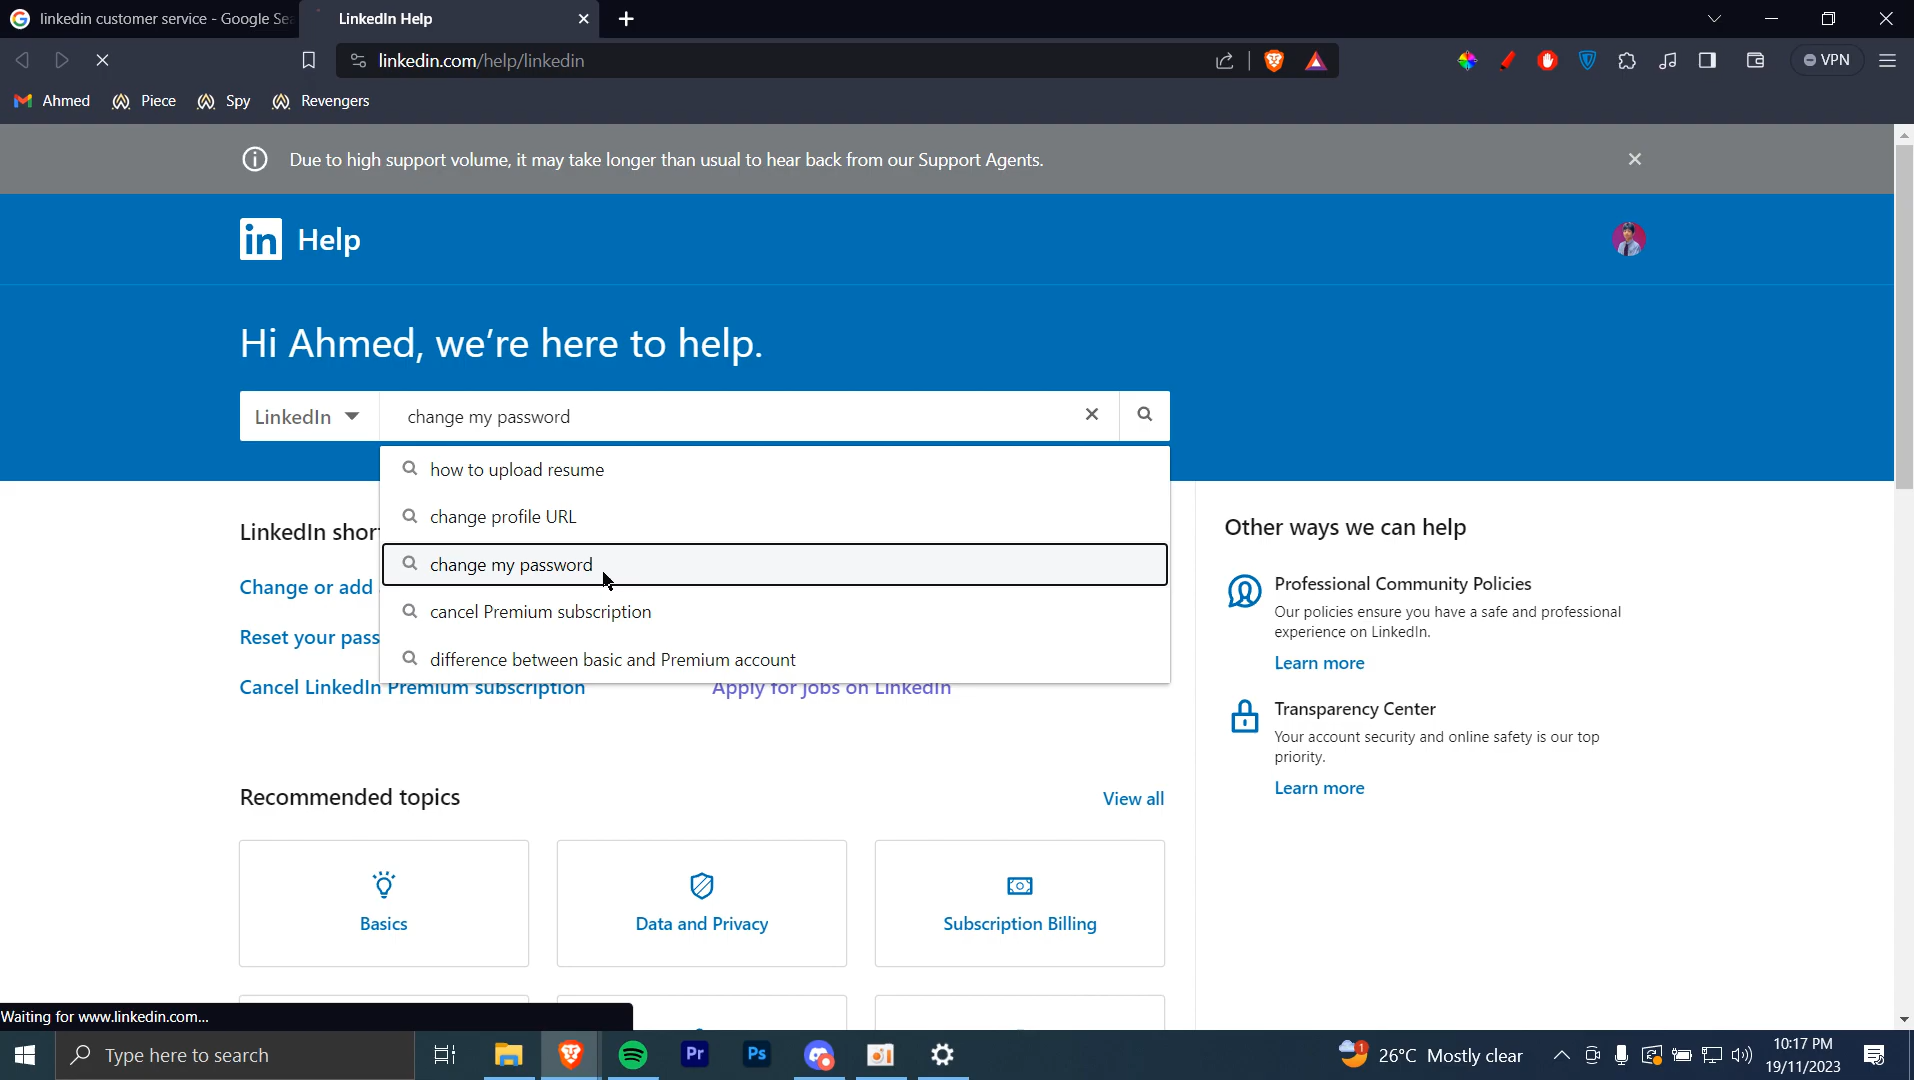 linkedin customer service - Google Sea
LinkedIn Help
linkedin.com/help/linkedin
VPN
Ahmed
Piece
Spy
Revengers
Due to high support volume, it may take longer than usual to hear back from our Support Agents.
in Help
Hi Ahmed, we're here to help.
LinkedIn
change my password
how to upload resume
change profile URL
change my password
cancel Premium subscription
difference between basic and Premium account
LinkedIn shor
Change or add
Reset your pass
Cancel LinkedIn Premium subscription
Apply for jobs on LinkedIn
Other ways we can help
Professional Community Policies
Our policies ensure you have a safe and professional
experience on LinkedIn.
Learn more
Transparency Center
Your account security and online safety is our top
priority.
Learn more
Recommended topics
View all
Basics
Data and Privacy
Subscription Billing
Waiting for www.linkedin.com...
Type here to search
Pr
Ps
1
26°C Mostly clear
10:17 PM
19/11/2023